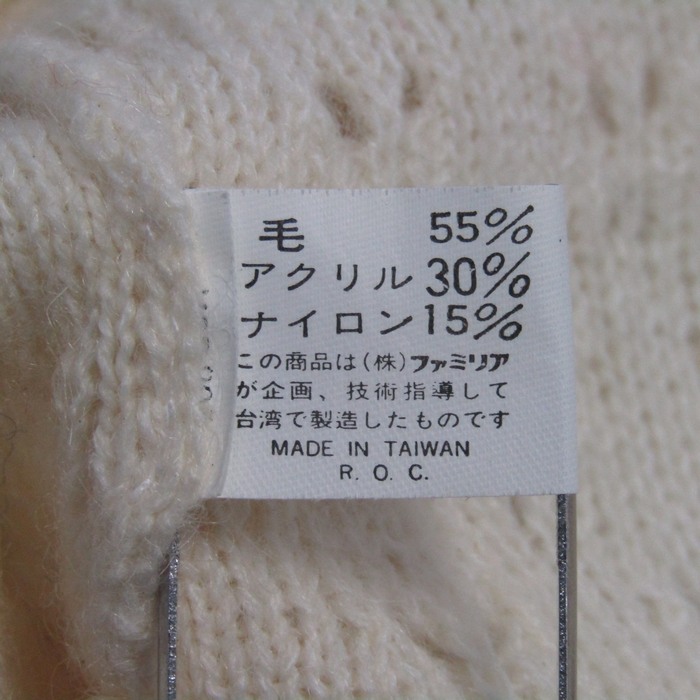 毛 55%
アクリル 30%
ナイロン 15%
この商品は(株)ファミリア
が企画、技術指導して
台湾で製造したものです
MADE IN TAIWAN
R. O. C.